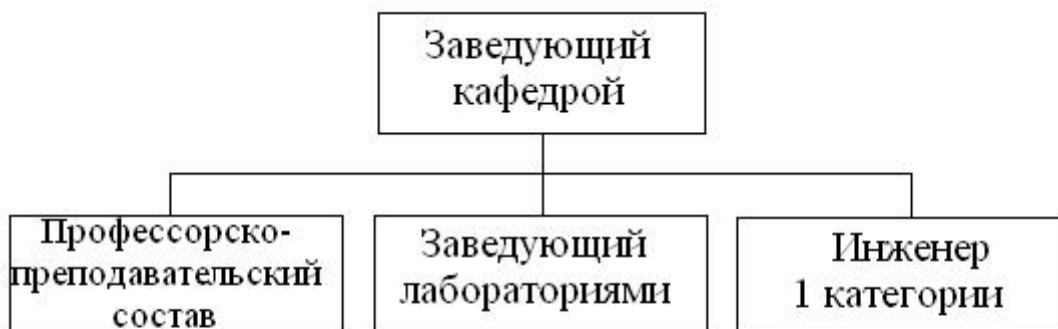 Заведующий
кафедрой
Профессорско-
преподавательский
состав
Заведующий
лабораториями
Инженер
1 категории